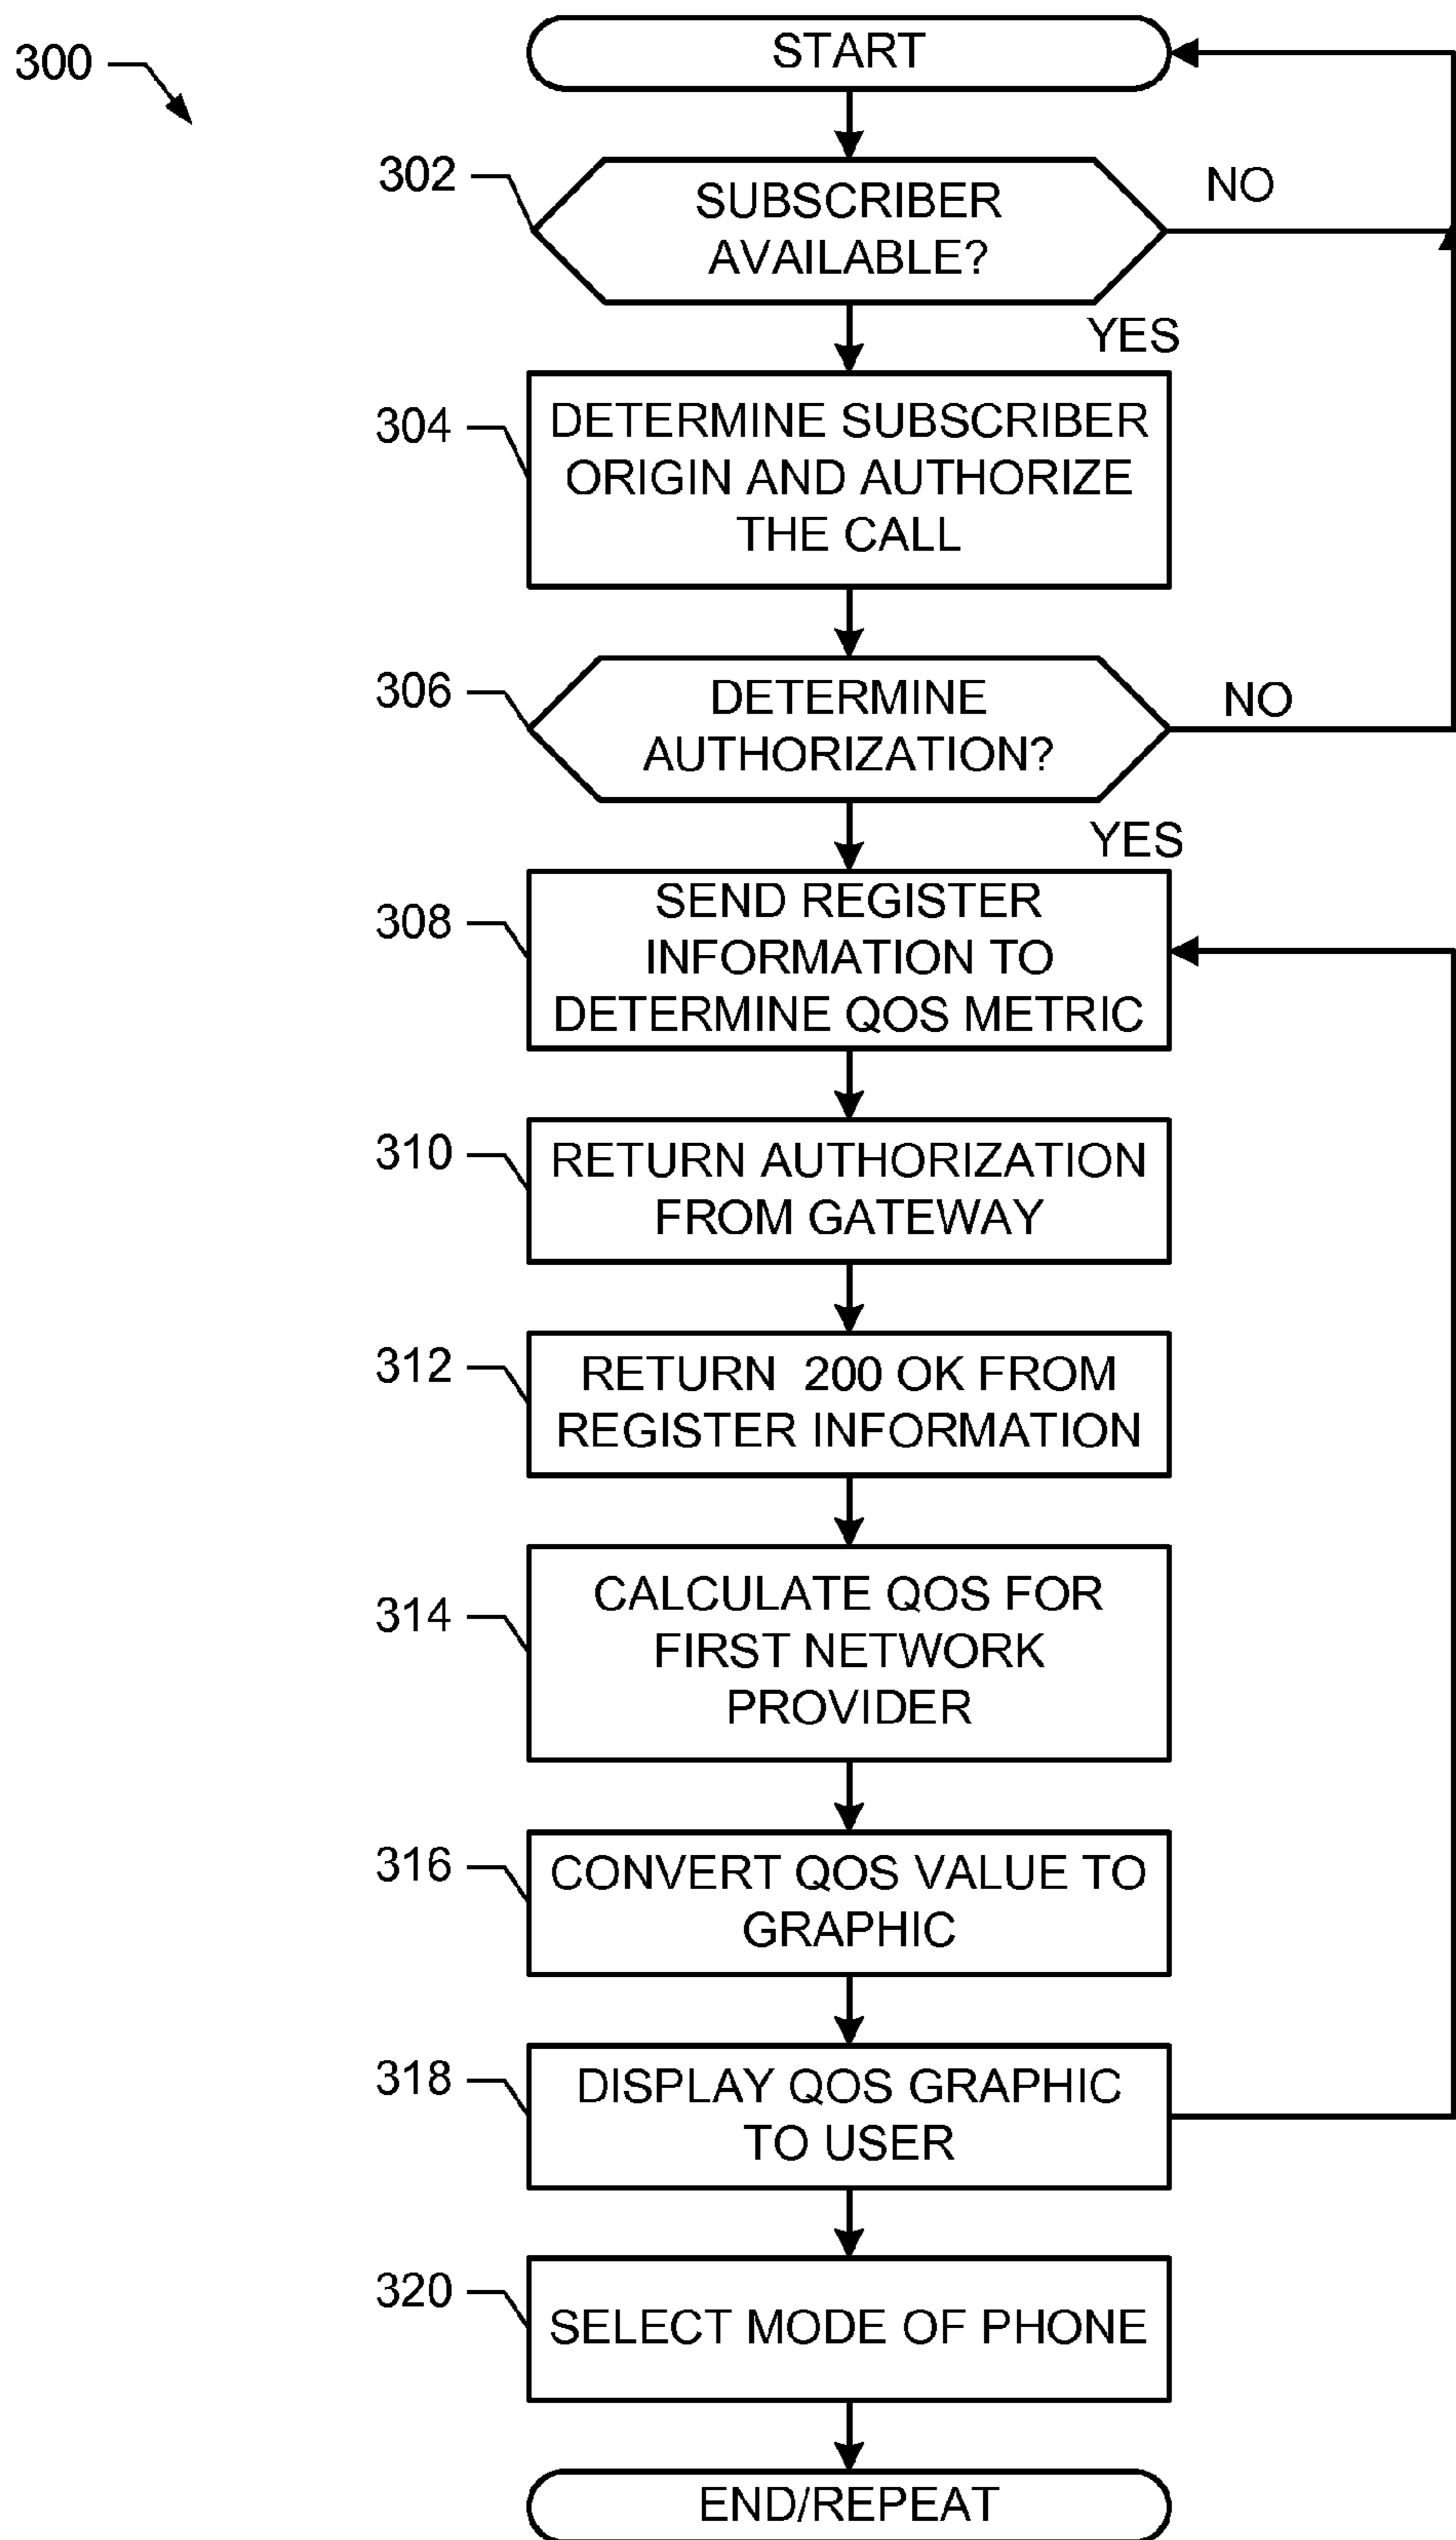 300
START
302
SUBSCRIBER
AVAILABLE?
NO
YES
304
DETERMINE SUBSCRIBER
ORIGIN AND AUTHORIZE
THE CALL
306
DETERMINE
AUTHORIZATION?
NO
YES
308
SEND REGISTER
INFORMATION TO
DETERMINE QOS METRIC
310
RETURN AUTHORIZATION
FROM GATEWAY
312
RETURN 200 OK FROM
REGISTER INFORMATION
314
CALCULATE QOS FOR
FIRST NETWORK
PROVIDER
316
CONVERT QOS VALUE TO
GRAPHIC
318
DISPLAY QOS GRAPHIC
TO USER
320
SELECT MODE OF PHONE
END/REPEAT